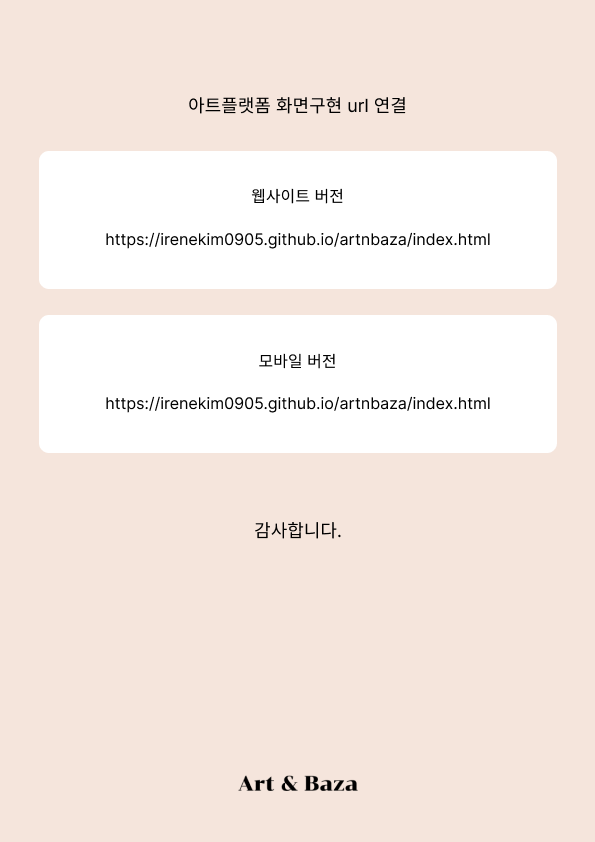 아트플랫폼 화면구현 url 연결
웹사이트 버전
https://irenekim0905.github.io/artnbaza/index.html
모바일 버전
https://irenekim0905.github.io/artnbaza/index.html
감사합니다.
Art & Baza